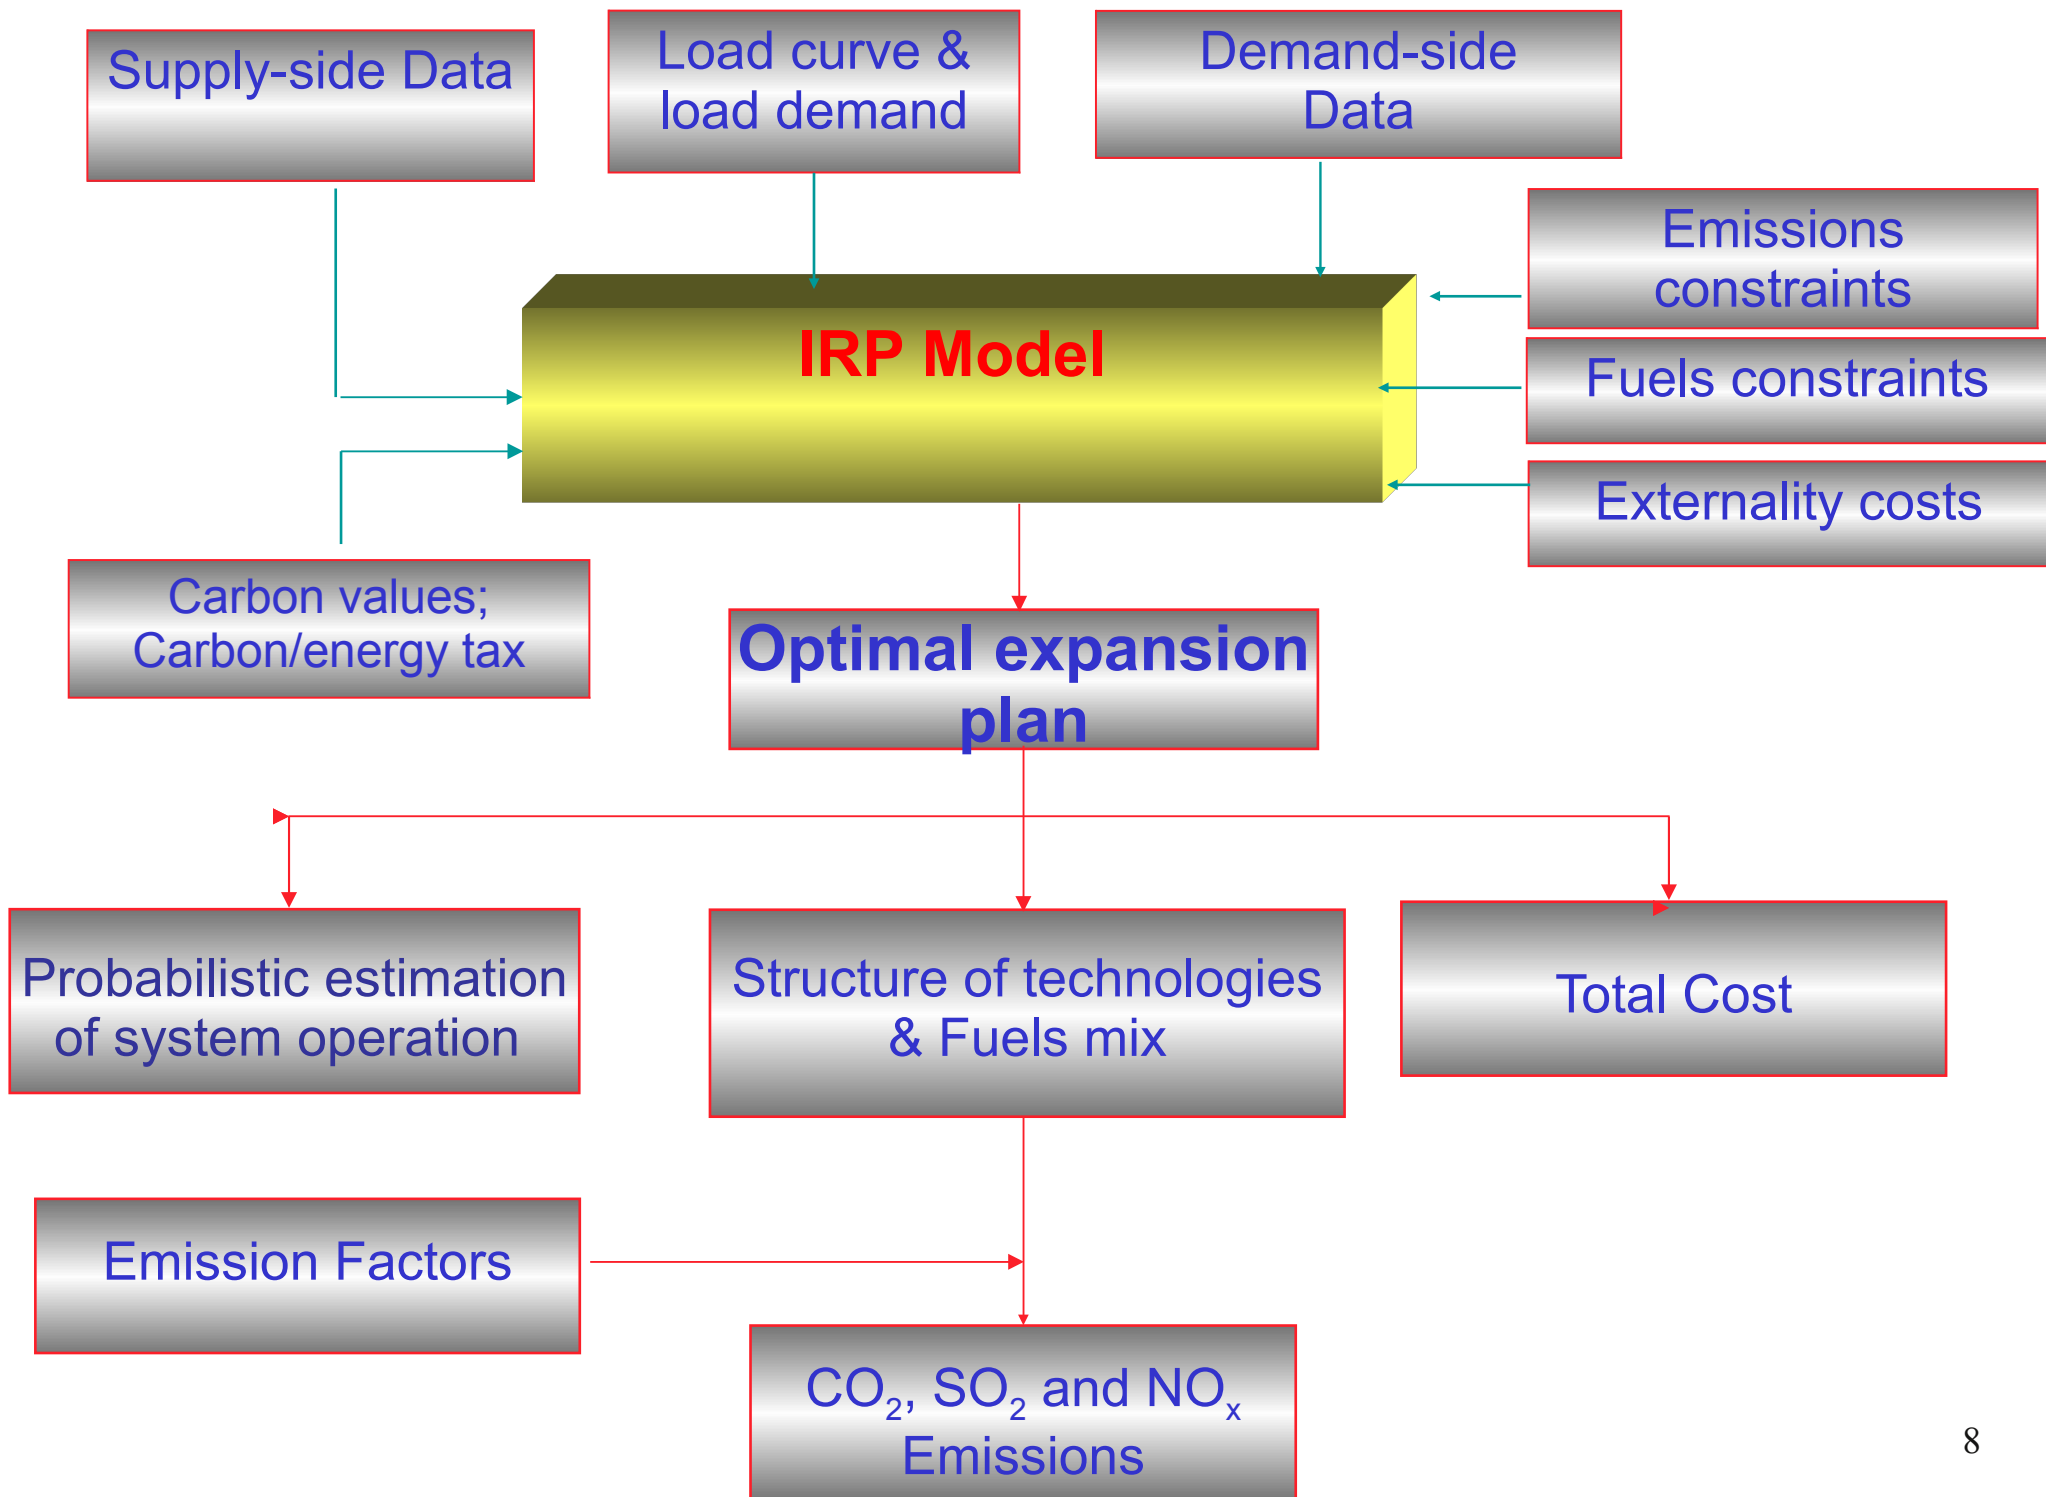 Supply-side Data
Load curve &
load demand
Demand-side
Data
Emissions
constraints
IRP Model
Fuels constraints
Externality costs
Carbon values;
Carbon/energy tax
Optimal expansion
plan
Probabilistic estimation
of system operation
Structure of technologies
& Fuels mix
Total Cost
Emission Factors
CO₂, SO₂ and NOₓ
Emissions
8